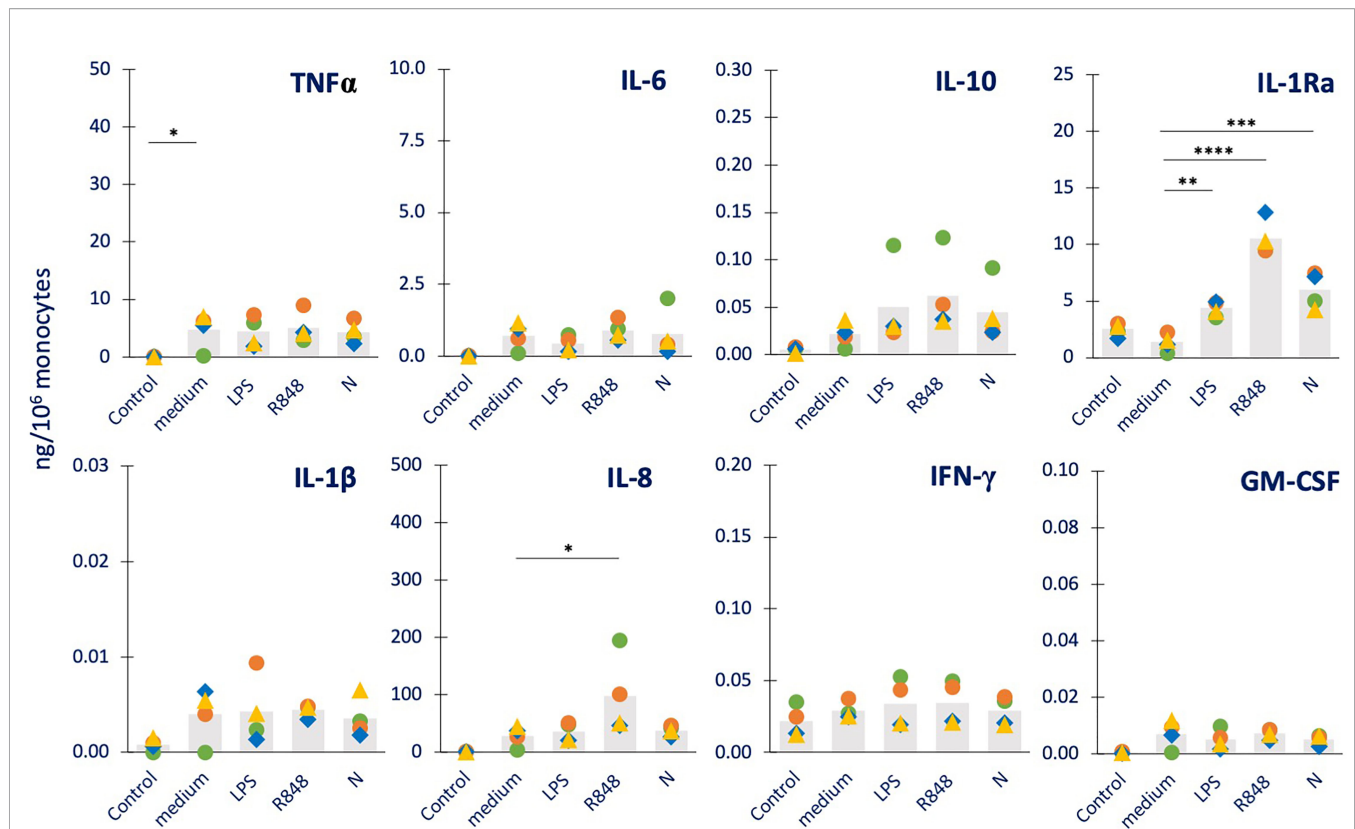 ng/10⁶ monocytes
TNFα
50
40
30
20
10
0
*
Control
medium
LPS
R848
N
IL-6
10.0
7.5
5.0
2.5
0.0
Control
medium
LPS
R848
N
IL-10
0.30
0.25
0.20
0.15
0.10
0.05
0.00
Control
medium
LPS
R848
N
IL-1Ra
25
20
15
10
5
0
***
****
**
Control
medium
LPS
R848
N
IL-1β
0.03
0.02
0.01
0.00
Control
medium
LPS
R848
N
IL-8
500
400
300
200
100
0
*
Control
medium
LPS
R848
N
IFN-γ
0.20
0.15
0.10
0.05
0.00
Control
medium
LPS
R848
N
GM-CSF
0.10
0.08
0.06
0.04
0.02
0.00
Control
medium
LPS
R848
N